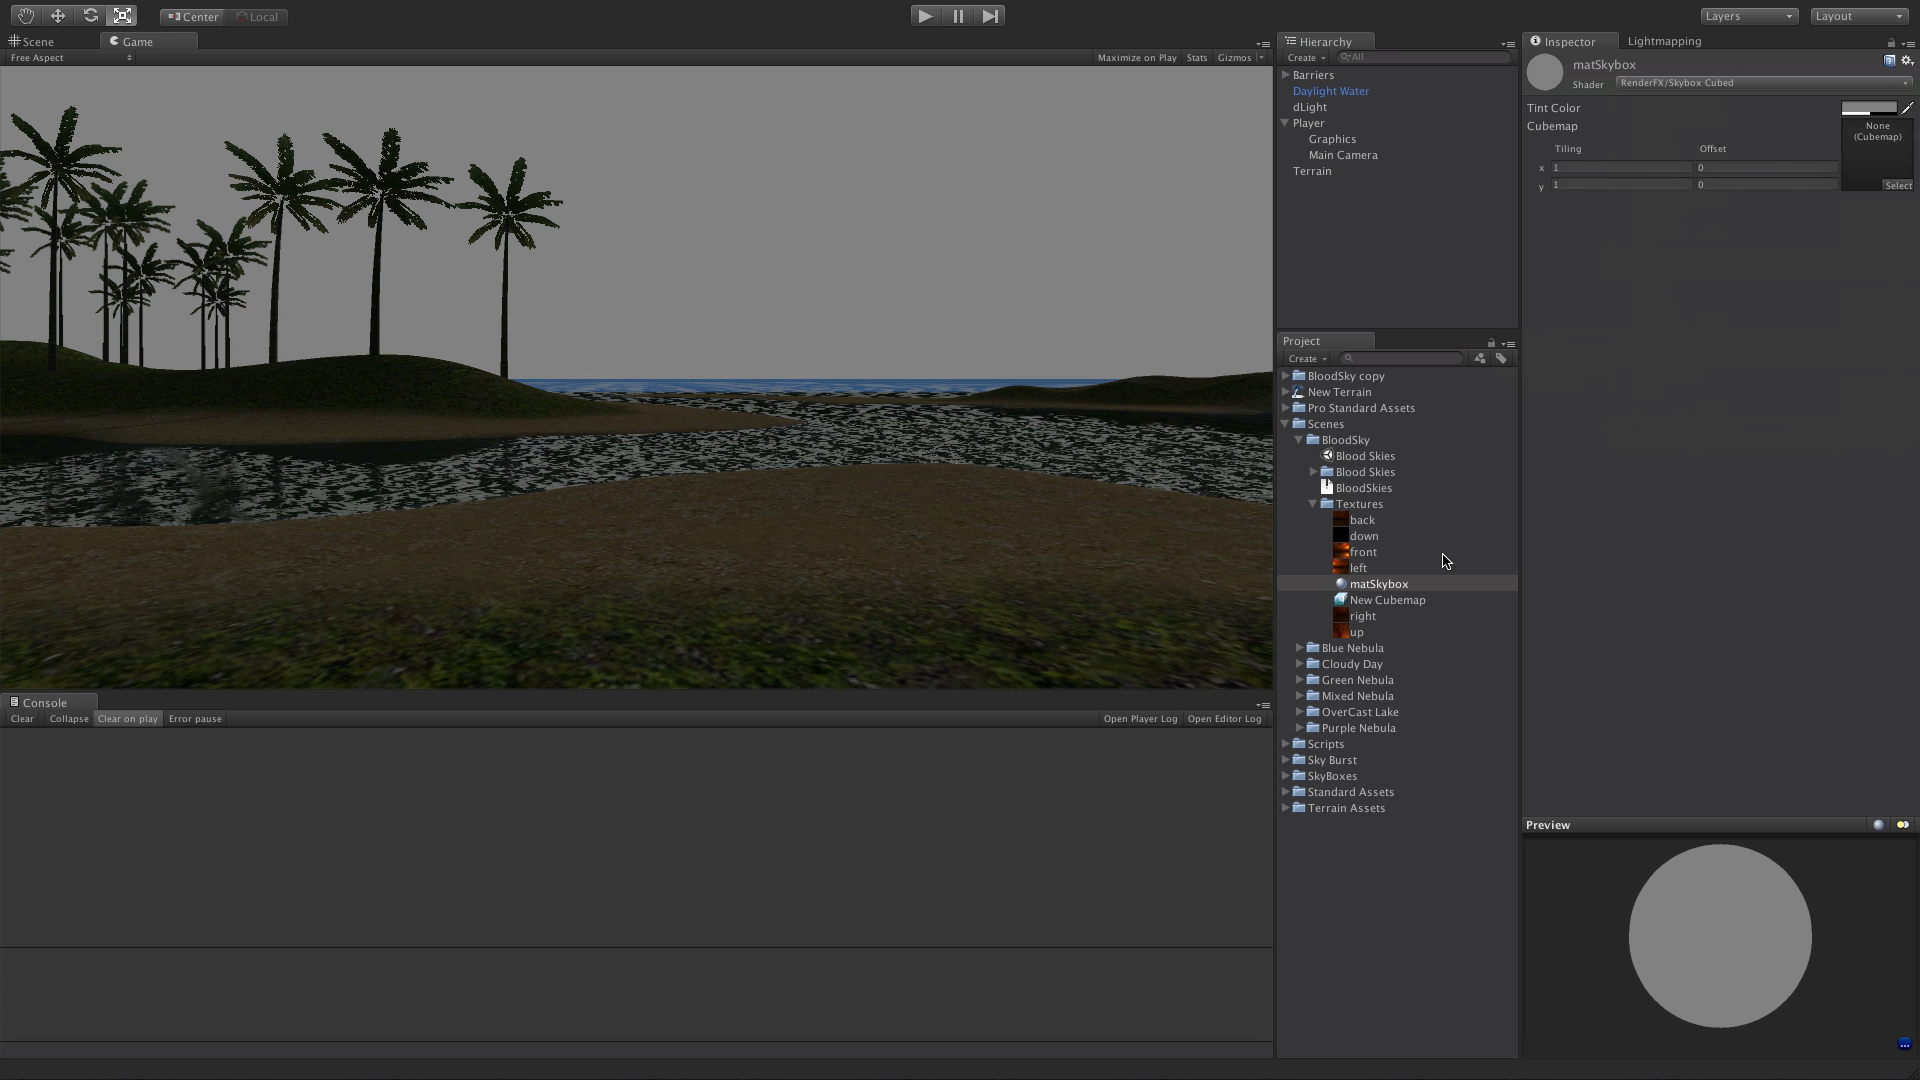 Center Local
Layers Layout
Scene Game
Free Aspect Maximize on Play Stats Gizmos
Hierarchy
Create All
Barriers
Daylight Water
dLight
Player
Graphics
Main Camera
Terrain
Project
Create
BloodSky copy
New Terrain
Pro Standard Assets
Scenes
BloodSky
Blood Skies
Blood Skies
BloodSkies
Textures
back
down
front
left
matSkybox
New Cubemap
right
up
Blue Nebula
Cloudy Day
Green Nebula
Mixed Nebula
OverCast Lake
Purple Nebula
Scripts
Sky Burst
SkyBoxes
Standard Assets
Terrain Assets
Inspector Lightmapping
matSkybox
Shader RenderFX/Skybox Cubed
Tint Color
Cubemap
None
(Cubemap)
Tiling Offset
x 1 0
y 1 0
Select
Preview
Console
Clear Collapse Clear on play Error pause Open Player Log Open Editor Log